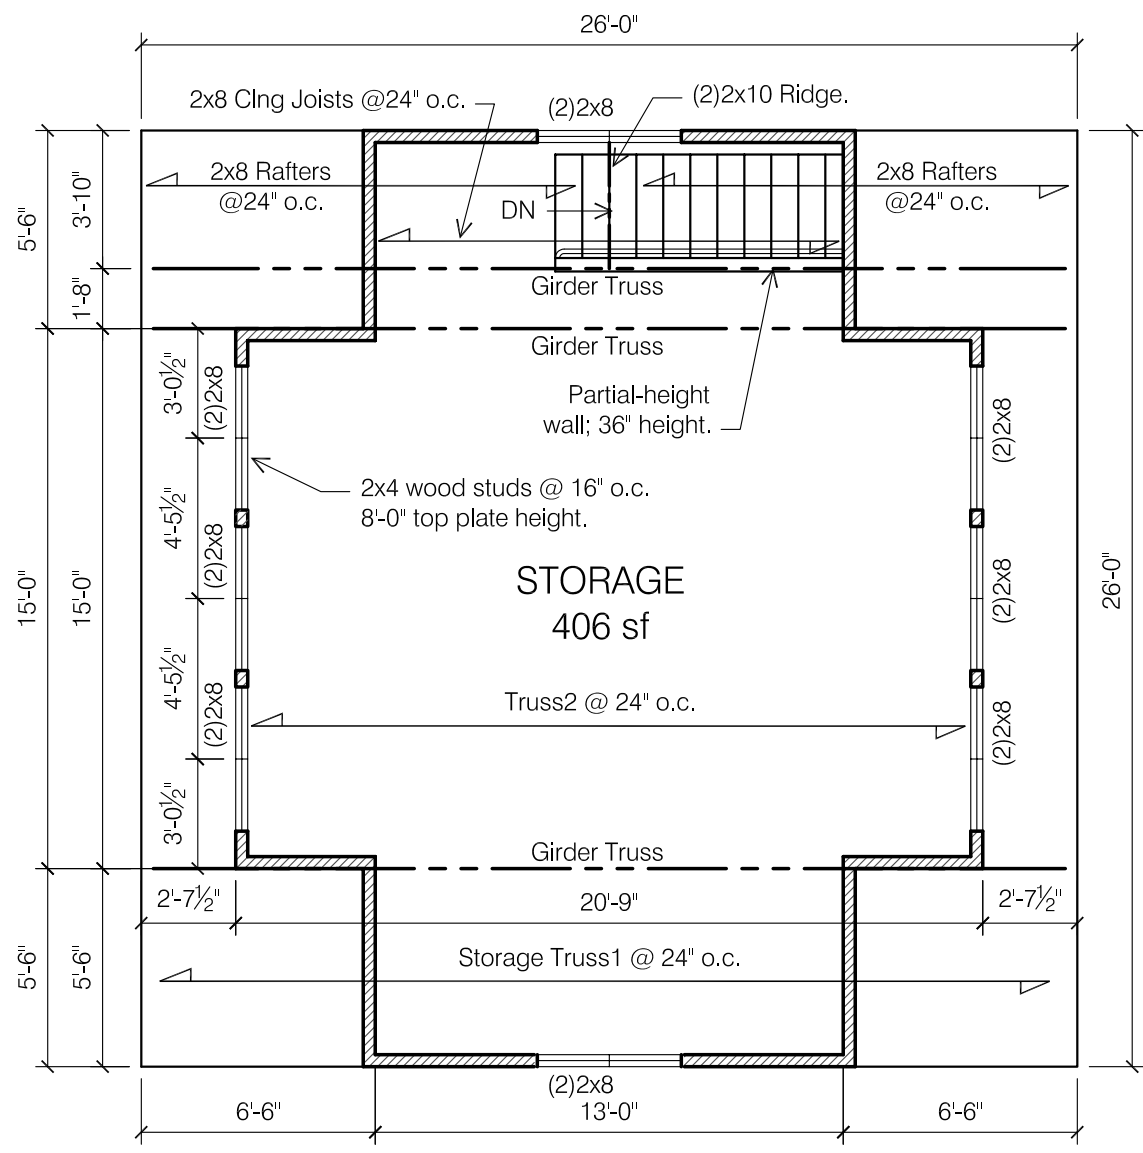 26'-0"
2x8 Clng Joists @24" o.c.
(2)2x8
(2)2x10 Ridge.
2x8 Rafters
@24" o.c.
2x8 Rafters
@24" o.c.
5'-6"
3'-10"
DN
1'-8"
Girder Truss
Girder Truss
3'-0½"
(2)2x8
Partial-height
wall; 36" height.
(2)2x8
2x4 wood studs @ 16" o.c.
8'-0" top plate height.
4'-5½"
(2)2x8
15'-0"
15'-0"
STORAGE
406 sf
(2)2x8
26'-0"
4'-5½"
(2)2x8
Truss2 @ 24" o.c.
(2)2x8
3'-0½"
Girder Truss
2'-7½"
20'-9"
2'-7½"
5'-6"
5'-6"
Storage Truss1 @ 24" o.c.
(2)2x8
6'-6"
13'-0"
6'-6"